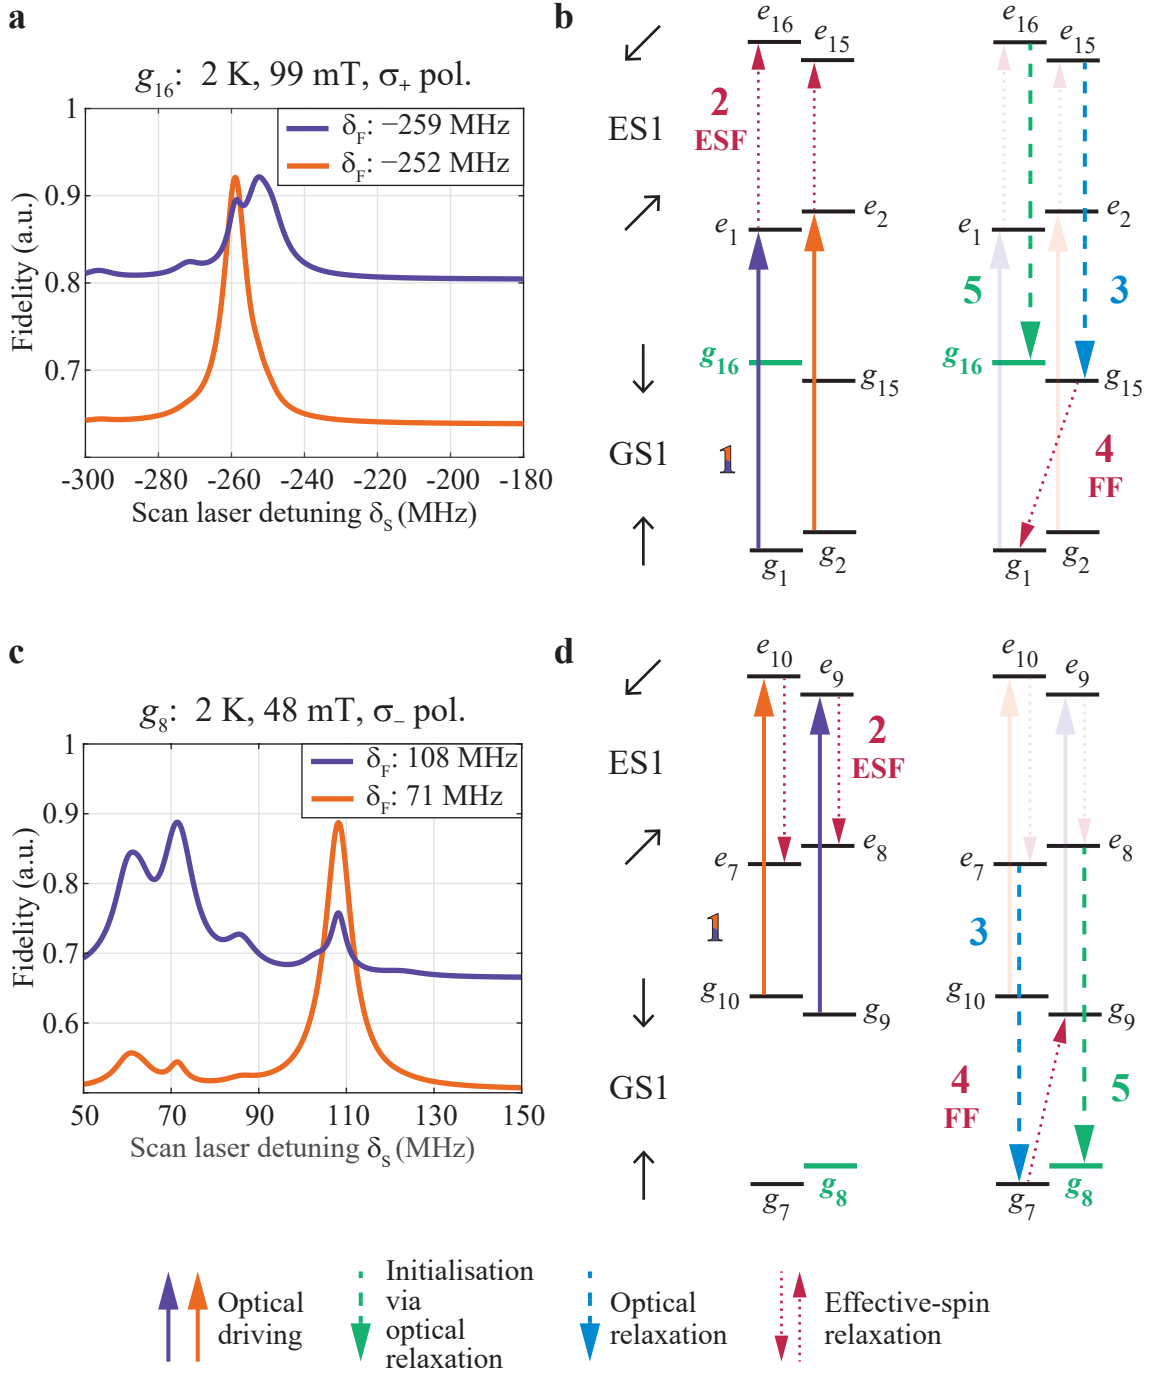 a
g₁₆: 2 K, 99 mT, σ₊ pol.
δ_F: −259 MHz
δ_F: −252 MHz
1
0.9
0.8
0.7
Fidelity (a.u.)
-300 -280 -260 -240 -220 -200 -180
Scan laser detuning δ_S (MHz)
b
e₁₆ e₁₅ e₁₆ e₁₅
2
ESF
ES1
e₁ e₂ e₁ e₂
5 3
g₁₆ g₁₅ g₁₆ g₁₅
GS1
1
4
FF
g₁ g₂ g₁ g₂
c
g₈: 2 K, 48 mT, σ₋ pol.
δ_F: 108 MHz
δ_F: 71 MHz
1
0.9
0.8
0.7
0.6
Fidelity (a.u.)
50 70 90 110 130 150
Scan laser detuning δ_S (MHz)
d
e₁₀ e₉ e₁₀ e₉
2
ESF
ES1
e₇ e₈ e₇ e₈
1
3
g₁₀ g₉ g₁₀ g₉
GS1
4
FF
5
g₇ g₈ g₇ g₈
Optical
driving
Initialisation
via
optical
relaxation
Optical
relaxation
Effective-spin
relaxation